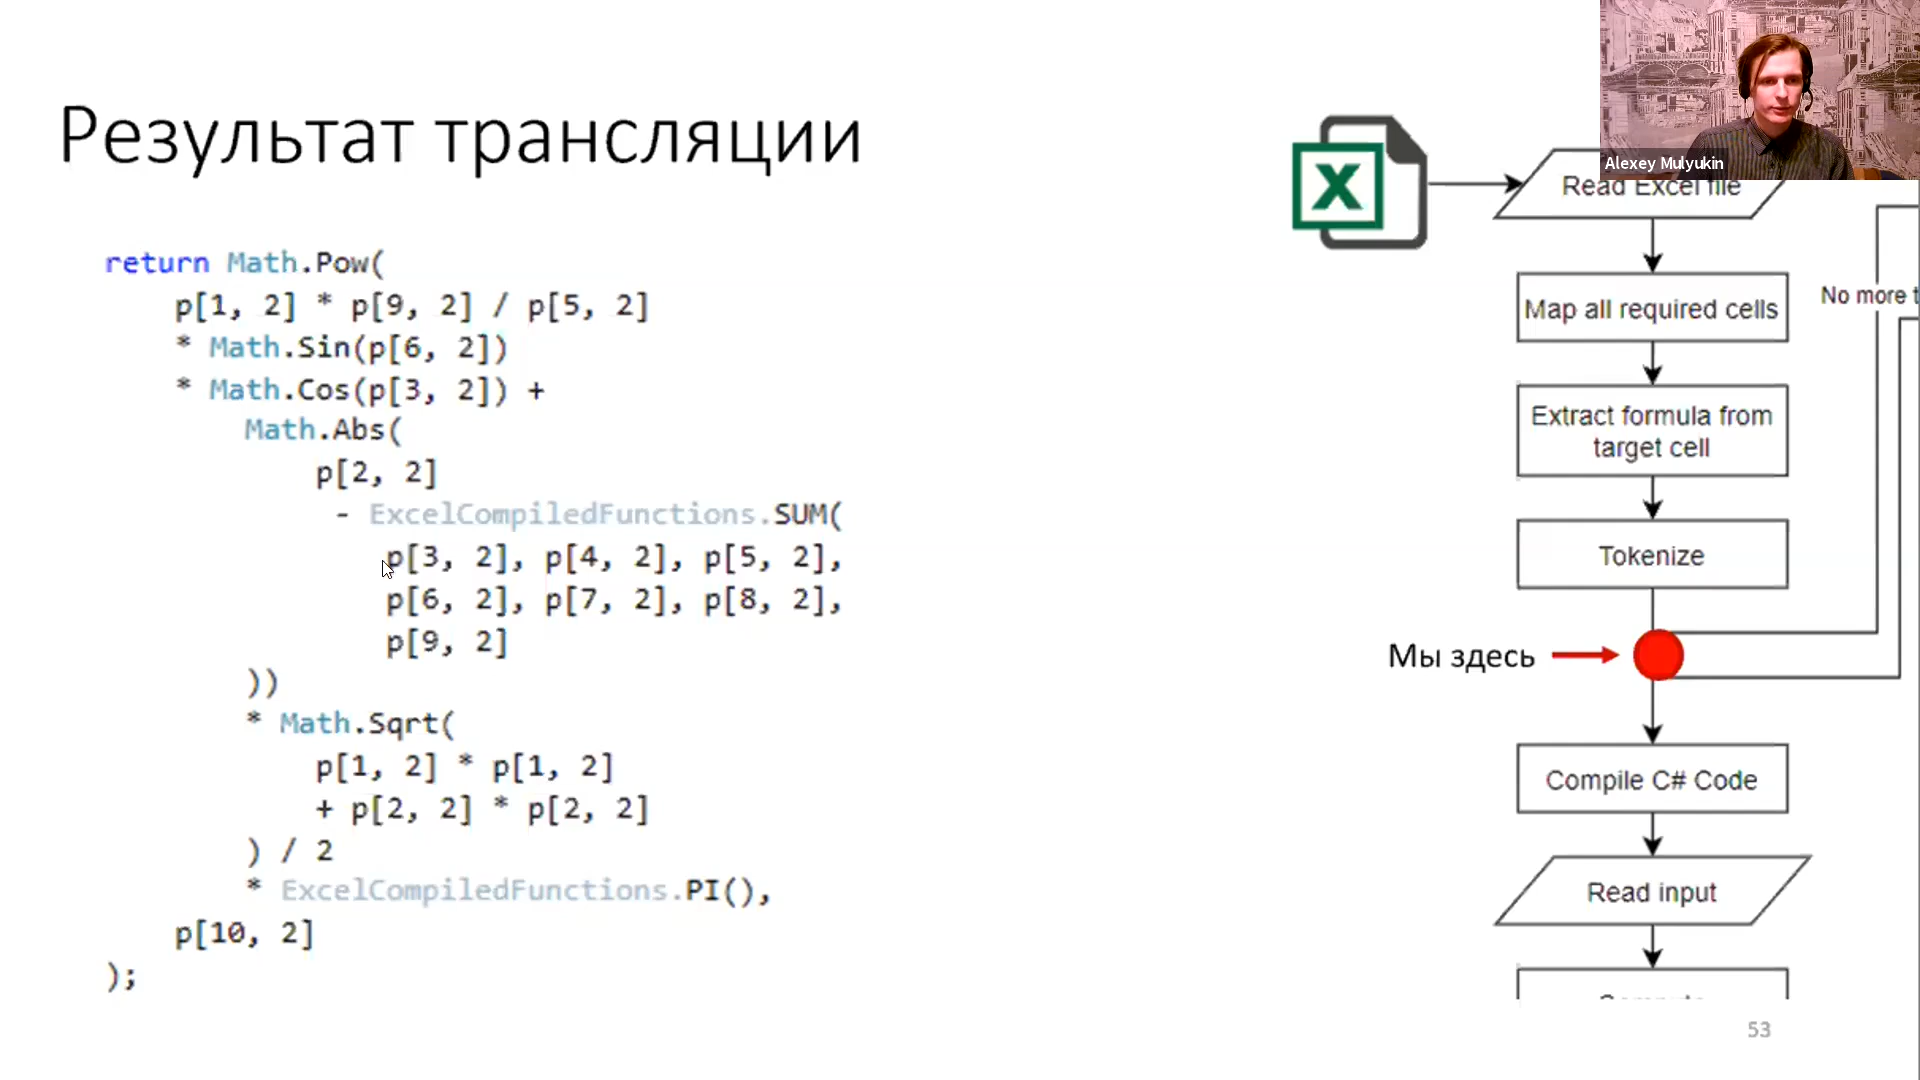 Результат трансляции
return Math.Pow(
p[1, 2] * p[9, 2] / p[5, 2]
* Math.Sin(p[6, 2])
* Math.Cos(p[3, 2]) +
Math.Abs(
p[2, 2]
- ExcelCompiledFunctions.SUM(
p[3, 2], p[4, 2], p[5, 2],
p[6, 2], p[7, 2], p[8, 2],
p[9, 2]
))
* Math.Sqrt(
p[1, 2] * p[1, 2]
+ p[2, 2] * p[2, 2]
) / 2
* ExcelCompiledFunctions.PI(),
p[10, 2]
);
X
Alexey Mulyukin
Read Excel file
Map all required cells
No more
Extract formula from
target cell
Tokenize
Мы здесь
Compile C# Code
Read input
53